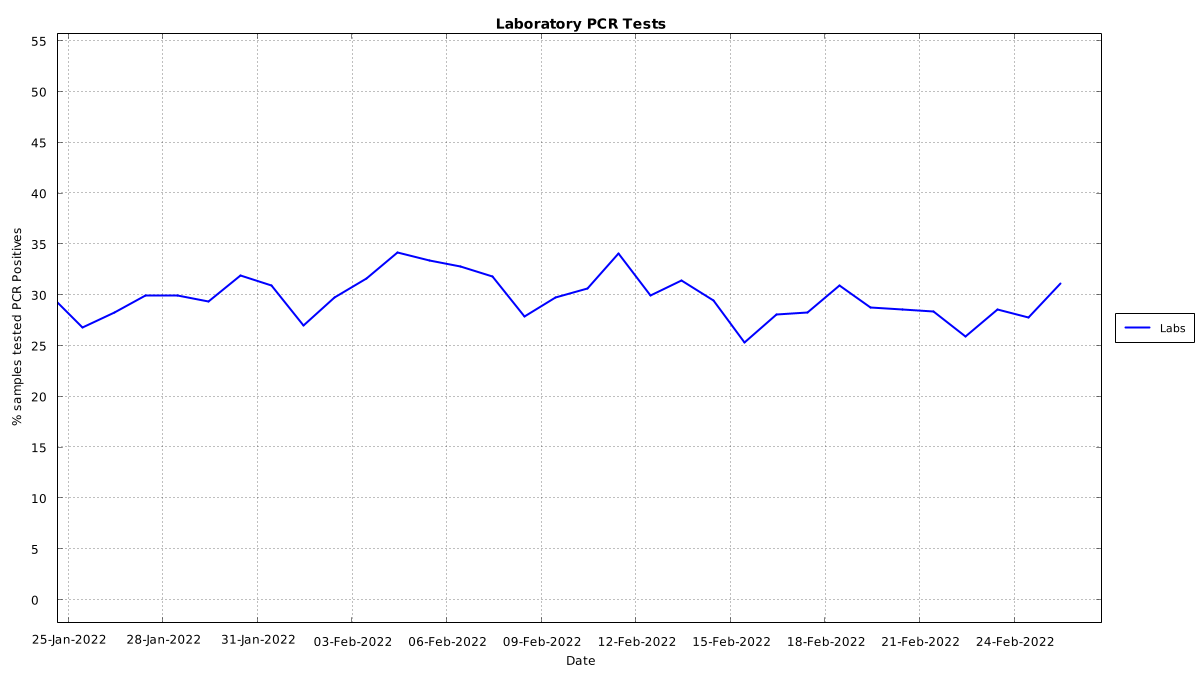 Laboratory PCR Tests
55
50
45
40
35
30
25
20
15
10
5
0
% samples tested PCR Positives
25-Jan-2022 28-Jan-2022 31-Jan-2022 03-Feb-2022 06-Feb-2022 09-Feb-2022 12-Feb-2022 15-Feb-2022 18-Feb-2022 21-Feb-2022 24-Feb-2022
Date
Labs